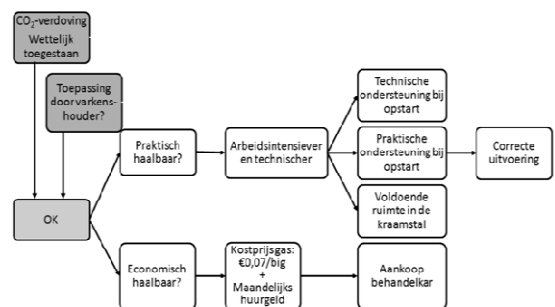 CO₂-verdoving
Wettelijk
toegestaan
Toepassing
door varkens-
houder?
OK
Praktisch
haalbaar?
Arbeidsintensiever
en technischer
Technische
ondersteuning bij
opstart
Praktische
ondersteuning bij
opstart
Correcte
uitvoering
Voldoende
ruimte in de
kraamstal
Economisch
haalbaar?
Kostprijs gas:
€0,07/big
+
Maandelijks
huurgeld
Aankoop
behandelkar